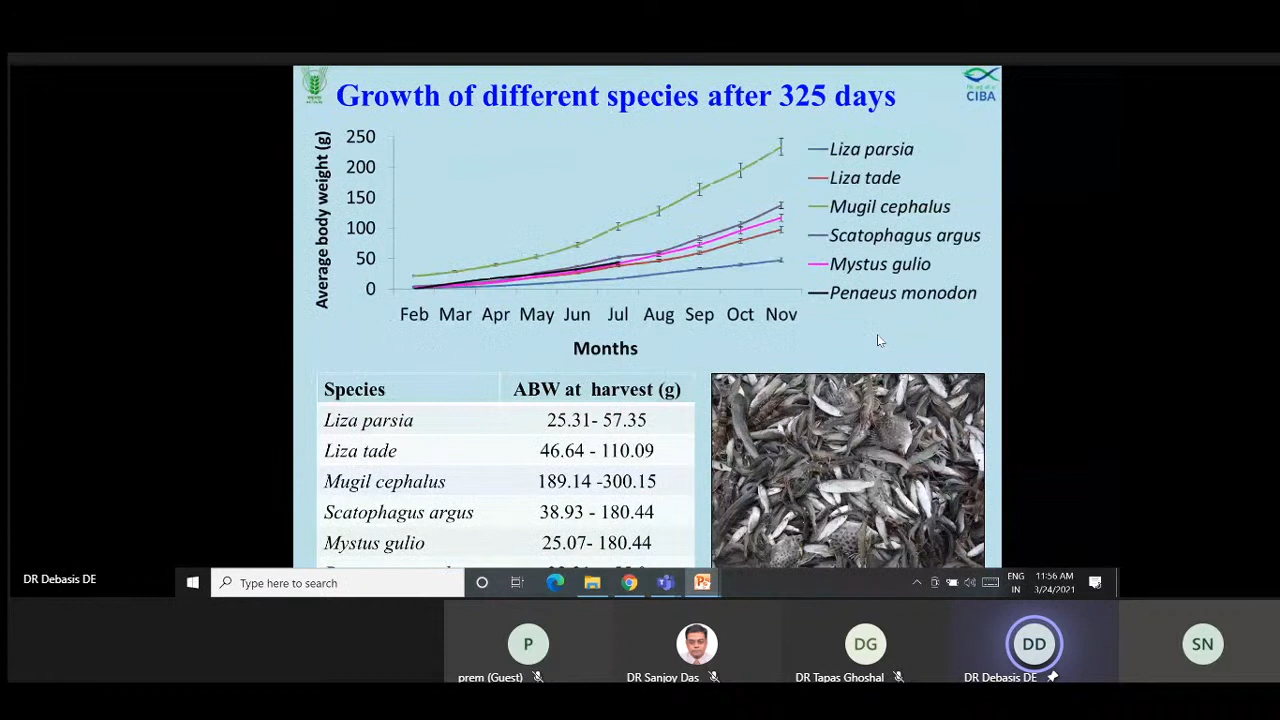 Growth of different species after 325 days
CIBA
Average body weight (g)
250
200
150
100
50
0
Feb Mar Apr May Jun Jul Aug Sep Oct Nov
Months
Liza parsia
Liza tade
Mugil cephalus
Scatophagus argus
Mystus gulio
Penaeus monodon
Species ABW at harvest (g)
Liza parsia 25.31- 57.35
Liza tade 46.64 - 110.09
Mugil cephalus 189.14 -300.15
Scatophagus argus 38.93 - 180.44
Mystus gulio 25.07- 180.44
DR Debasis DE
Type here to search
ENG
IN
11:56 AM
3/24/2021
P
DG
DD
SN
prem (Guest)
DR Sanjoy Das
DR Tapas Ghoshal
DR Debasis DE